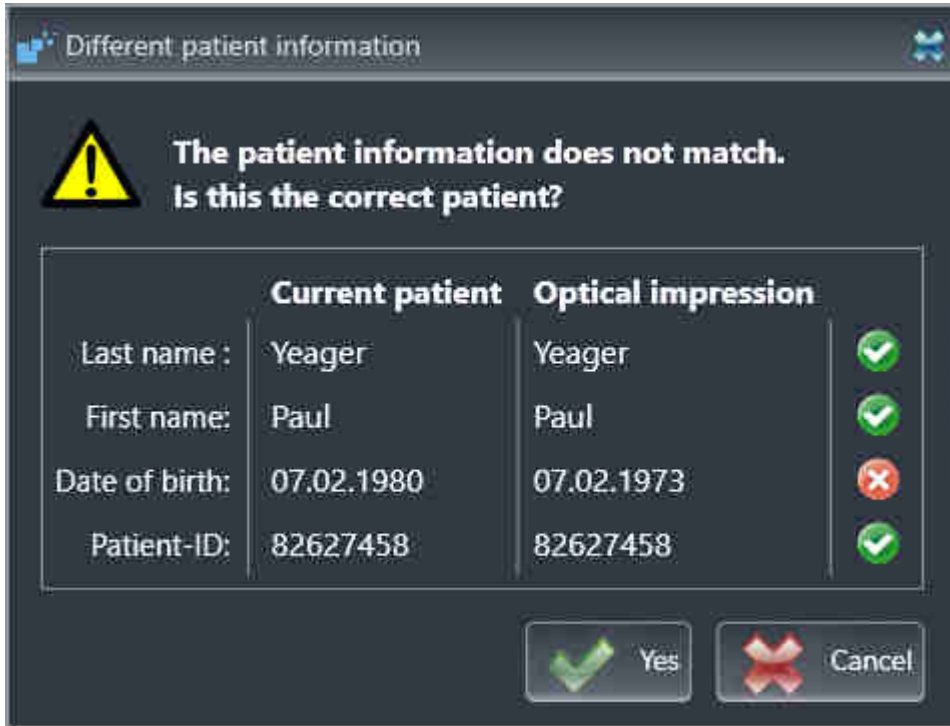 Different patient information
The patient information does not match.
Is this the correct patient?
Current patient Optical impression
Last name : Yeager Yeager
First name: Paul Paul
Date of birth: 07.02.1980 07.02.1973
Patient-ID: 82627458 82627458
Yes Cancel